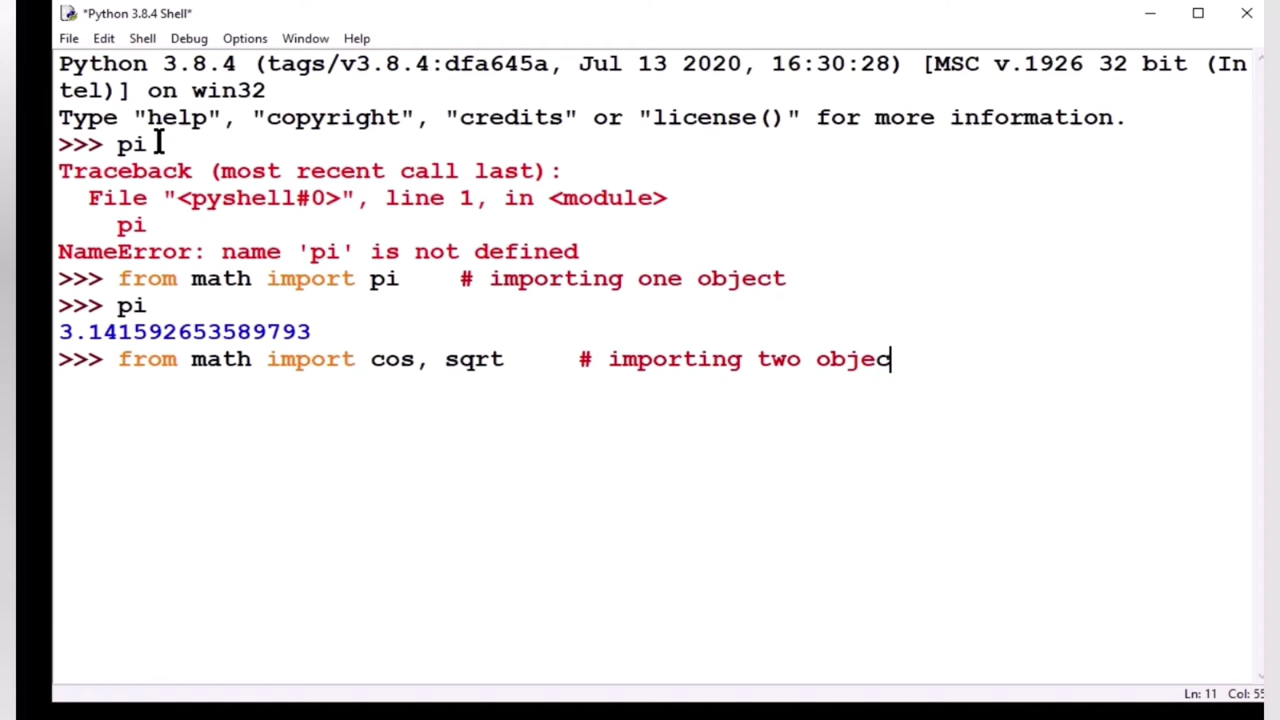 *Python 3.8.4 Shell*
File Edit Shell Debug Options Window Help
Python 3.8.4 (tags/v3.8.4:dfa645a, Jul 13 2020, 16:30:28) [MSC v.1926 32 bit (In
tel)] on win32
Type "help", "copyright", "credits" or "license()" for more information.
>>> pi
Traceback (most recent call last):
  File "<pyshell#0>", line 1, in <module>
    pi
NameError: name 'pi' is not defined
>>> from math import pi    # importing one object
>>> pi
3.141592653589793
>>> from math import cos, sqrt     # importing two objec
Ln: 11 Col: 55